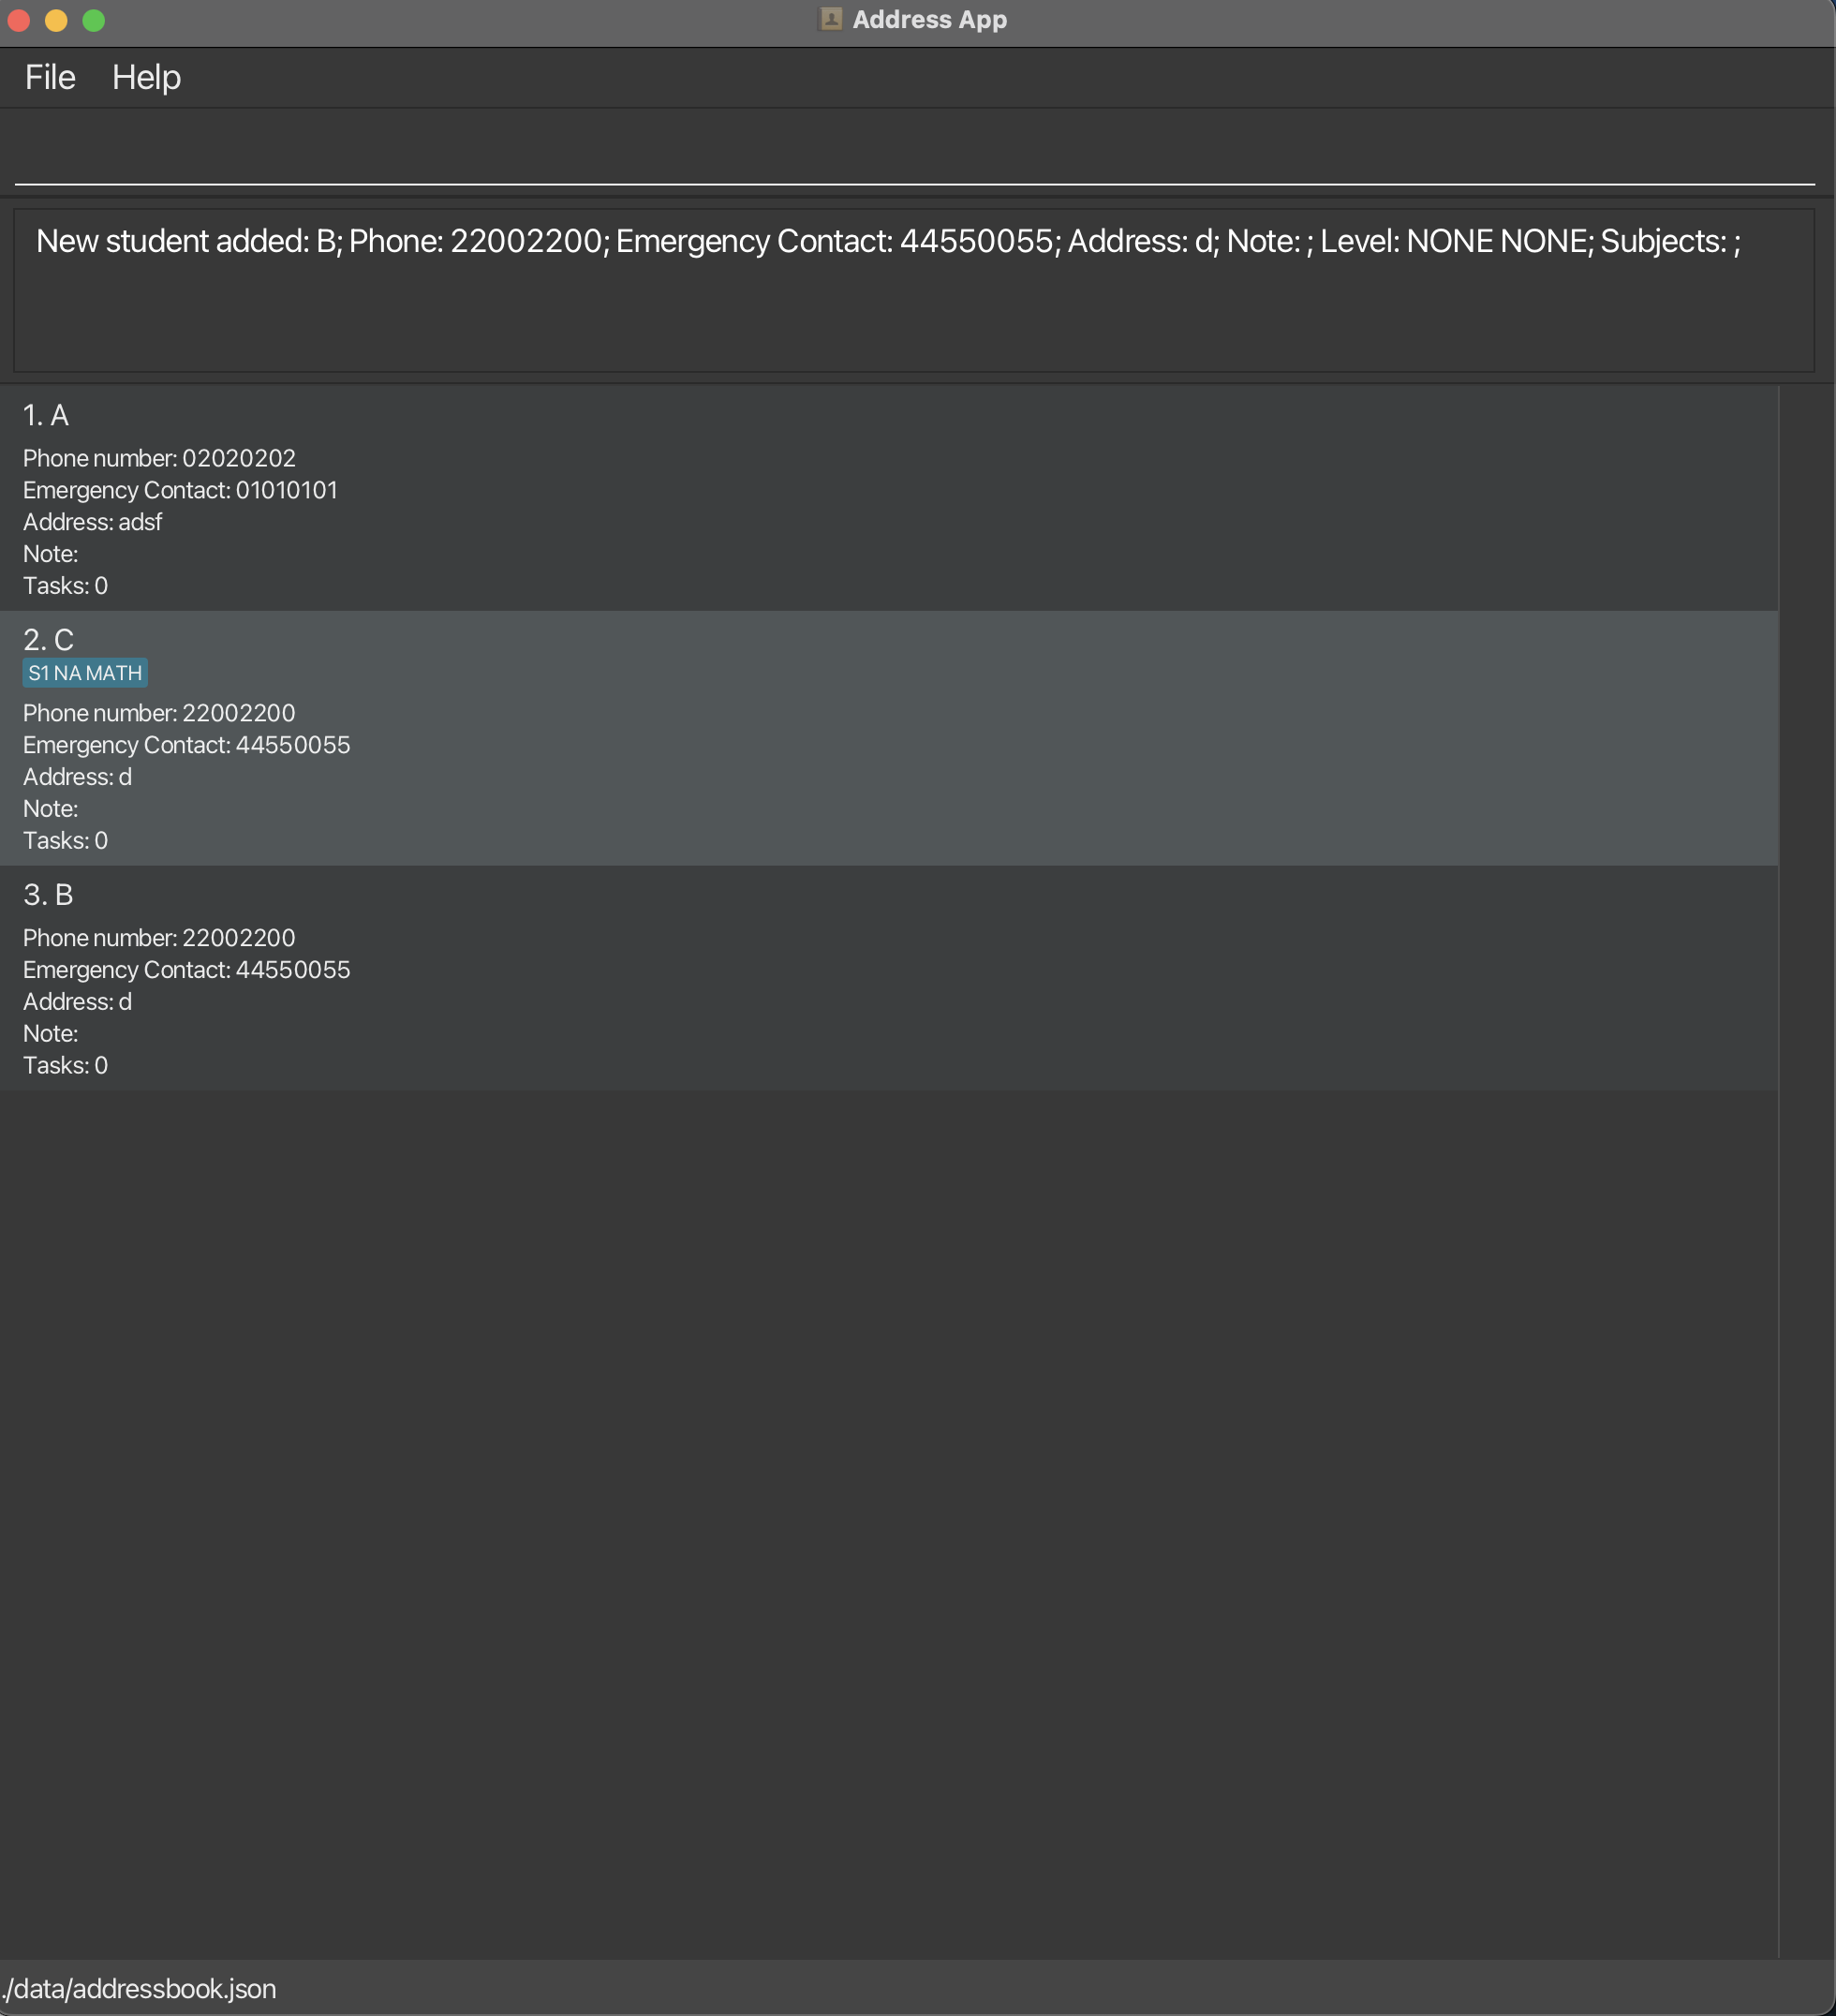 Address App
File Help
New student added: B; Phone: 22002200; Emergency Contact: 44550055; Address: d; Note: ; Level: NONE NONE; Subjects: ;
1. A
Phone number: 02020202
Emergency Contact: 01010101
Address: adsf
Note:
Tasks: 0
2. C
S1 NA MATH
Phone number: 22002200
Emergency Contact: 44550055
Address: d
Note:
Tasks: 0
3. B
Phone number: 22002200
Emergency Contact: 44550055
Address: d
Note:
Tasks: 0
./data/addressbook.json